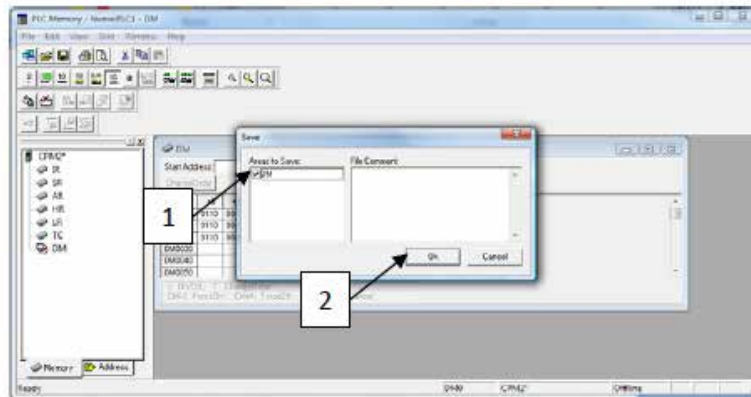 PLC Memory - NewPLC1 - DM
File Edit View Grid Window Help
CPM2*
IR
SR
AR
HR
LR
TC
DM
DM
Start Address:
Save
Areas to Save:
File Comment:
DM
Ok
Cancel
1
2
DM0030
DM0040
DM0050
Memory
Address
Ready
DM0
CPM2*
Offline